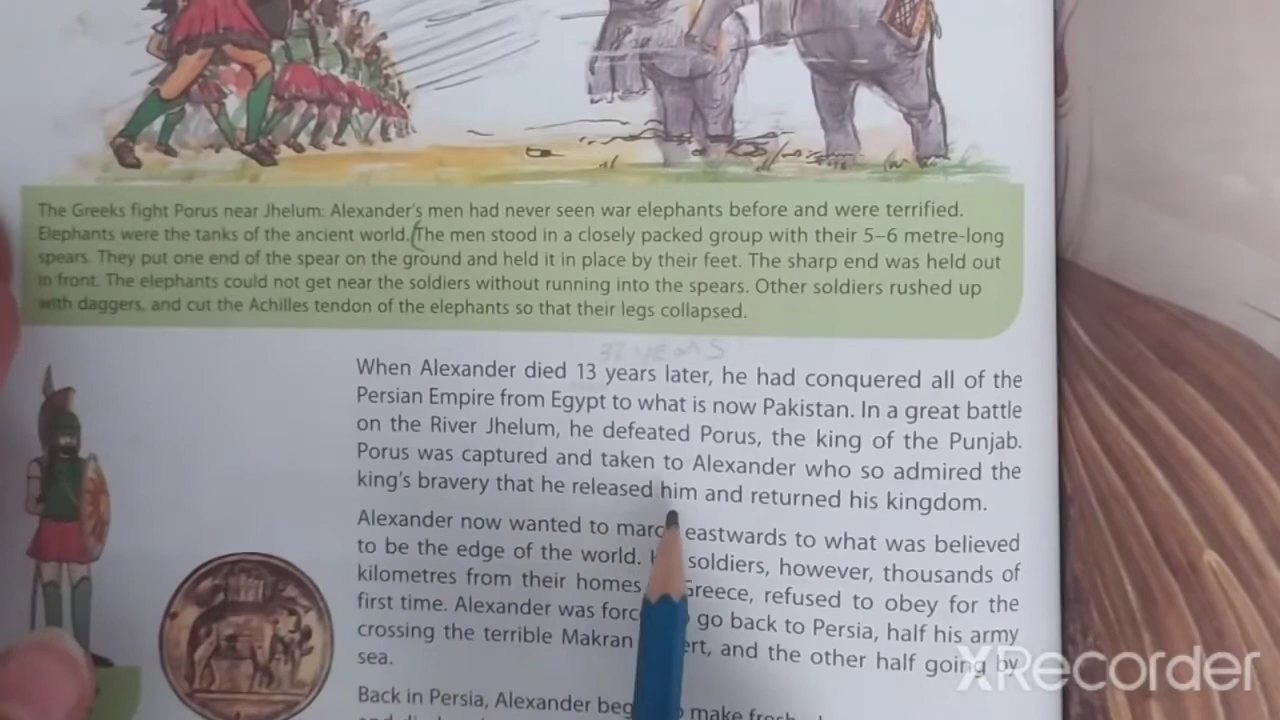 The Greeks fight Porus near Jhelum: Alexander's men had never seen war elephants before and were terrified.
Elephants were the tanks of the ancient world. (The men stood in a closely packed group with their 5–6 metre-long
spears. They put one end of the spear on the ground and held it in place by their feet. The sharp end was held out
in front. The elephants could not get near the soldiers without running into the spears. Other soldiers rushed up
with daggers, and cut the Achilles tendon of the elephants so that their legs collapsed.
When Alexander died 13 years later, he had conquered all of the
Persian Empire from Egypt to what is now Pakistan. In a great battle
on the River Jhelum, he defeated Porus, the king of the Punjab.
Porus was captured and taken to Alexander who so admired the
king's bravery that he released him and returned his kingdom.
Alexander now wanted to marc eastwards to what was believed
to be the edge of the world. soldiers, however, thousands of
kilometres from their homes Greece, refused to obey for the
first time. Alexander was forc go back to Persia, half his army
crossing the terrible Makran ert, and the other half going by
sea.
Back in Persia, Alexander beg make
XRecorder